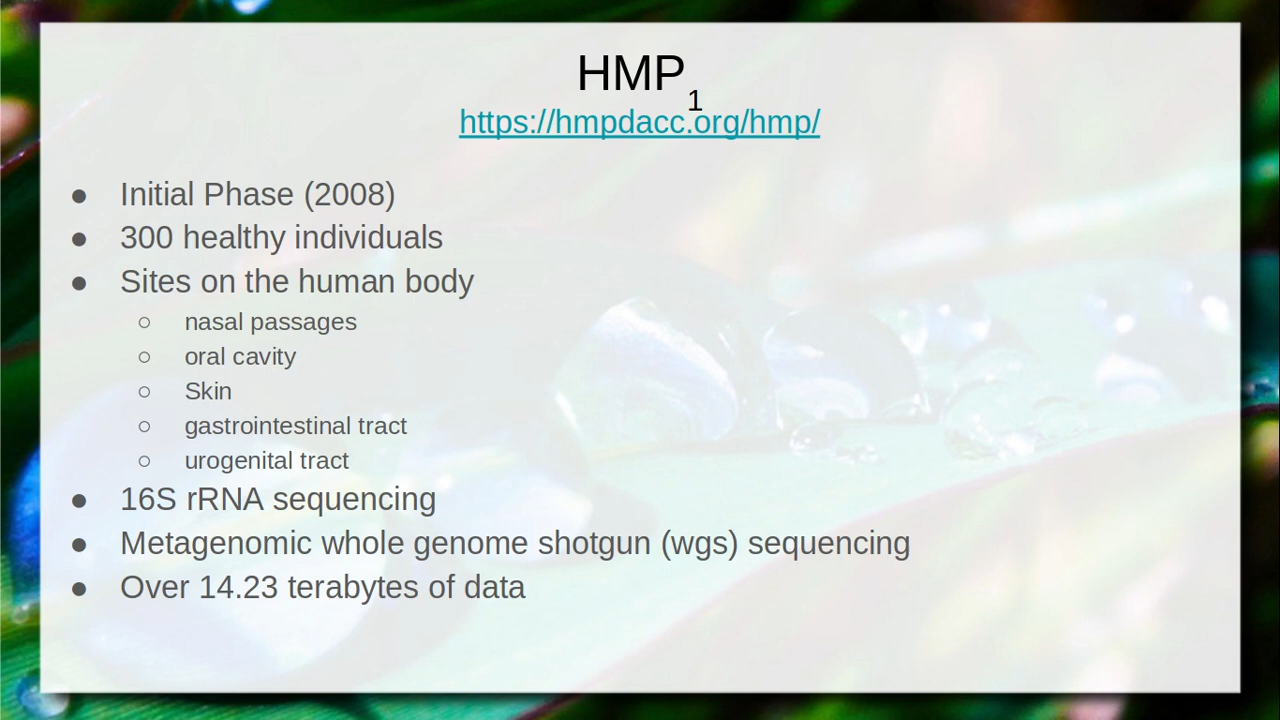 HMP1
https://hmpdacc.org/hmp/
● Initial Phase (2008)
● 300 healthy individuals
● Sites on the human body
○ nasal passages
○ oral cavity
○ Skin
○ gastrointestinal tract
○ urogenital tract
● 16S rRNA sequencing
● Metagenomic whole genome shotgun (wgs) sequencing
● Over 14.23 terabytes of data